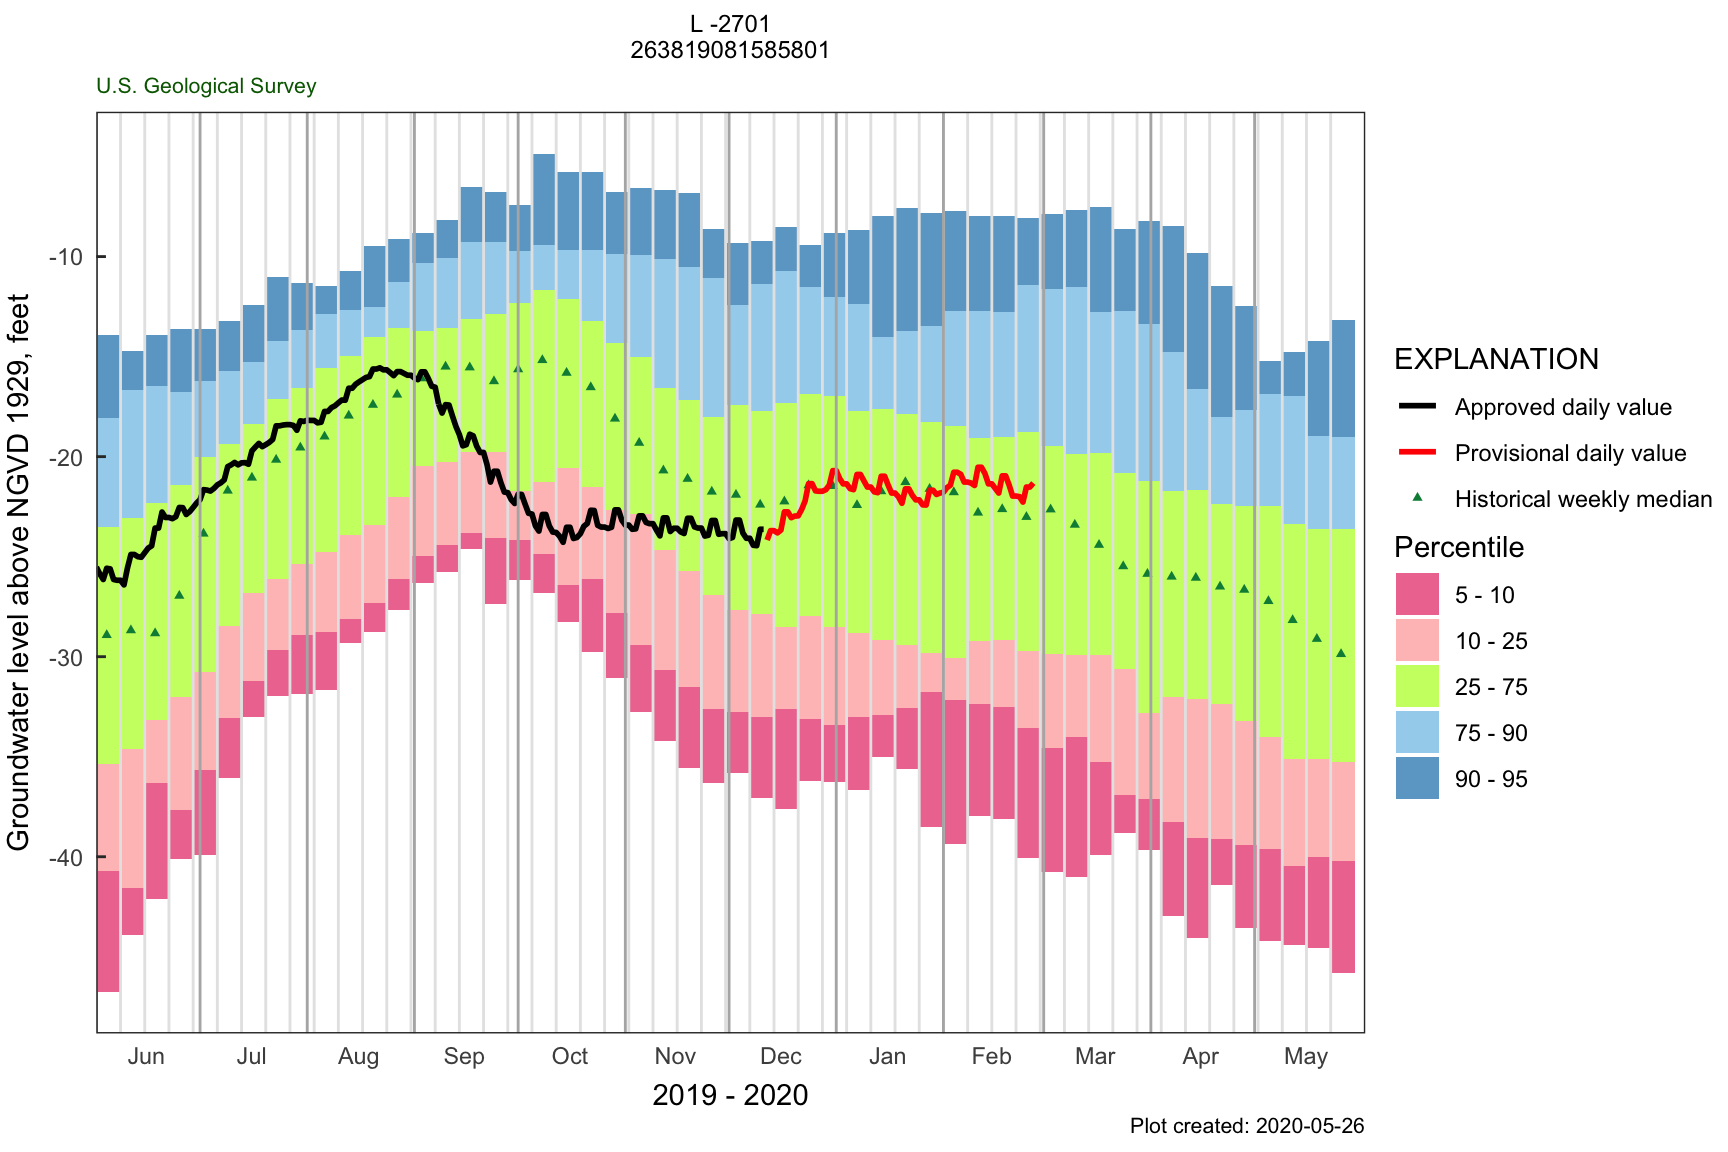 L -2701
263819081585801
U.S. Geological Survey
Groundwater level above NGVD 1929, feet
-10
-20
-30
-40
Jun Jul Aug Sep Oct Nov Dec Jan Feb Mar Apr May
2019 - 2020
EXPLANATION
Approved daily value
Provisional daily value
Historical weekly median
Percentile
5 - 10
10 - 25
25 - 75
75 - 90
90 - 95
Plot created: 2020-05-26